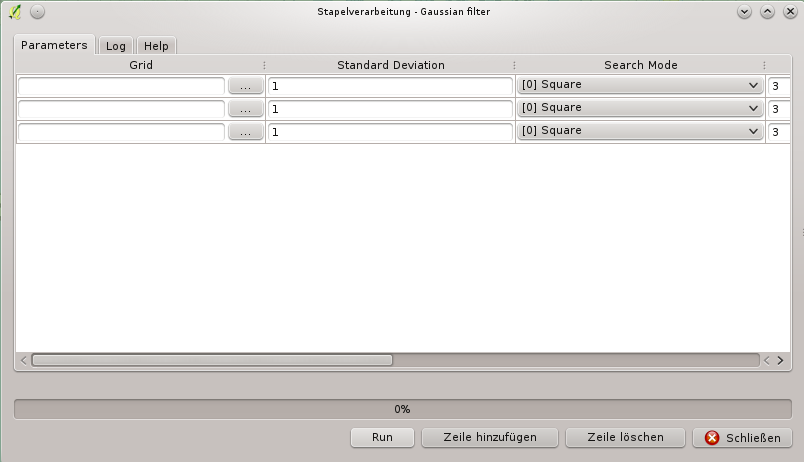 Stapelverarbeitung - Gaussian filter
Parameters Log Help
Grid Standard Deviation Search Mode
... 1 [0] Square 3
... 1 [0] Square 3
... 1 [0] Square 3
0%
Run Zeile hinzufügen Zeile löschen Schließen